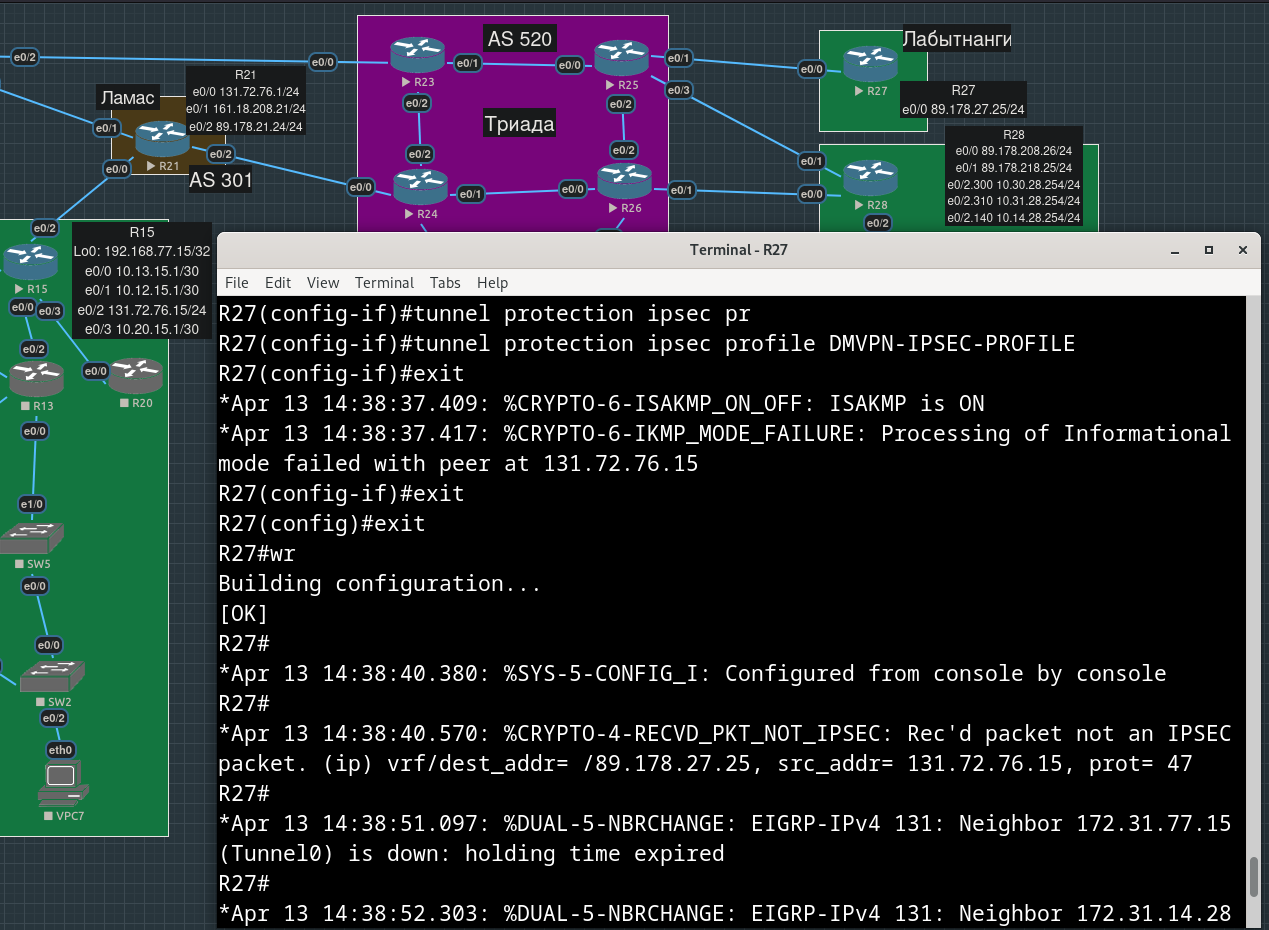 AS 520
Лабытнанги
e0/2
e0/0
R23
e0/1
e0/0
R25
e0/1
e0/3
e0/0
R27
R27
e0/0 89.178.27.25/24
Ламас
R21
e0/0 131.72.76.1/24
e0/1 161.18.208.21/24
e0/2 89.178.21.24/24
e0/2
e0/2
Триада
e0/1
R21
e0/2
e0/0
AS 301
e0/2
e0/2
e0/0
R24
e0/1
e0/0
R26
e0/1
e0/1
e0/0
R28
e0/2
R28
e0/0 89.178.208.26/24
e0/1 89.178.218.25/24
e0/2.300 10.30.28.254/24
e0/2.310 10.31.28.254/24
e0/2.140 10.14.28.254/24
e0/2
R15
R15
Lo0: 192.168.77.15/32
e0/0 10.13.15.1/30
e0/1 10.12.15.1/30
e0/2 131.72.76.15/24
e0/3 10.20.15.1/30
e0/0
e0/3
e0/2
e0/0
R20
R13
e0/0
e1/0
SW5
e0/0
e0/0
SW2
e0/2
eth0
VPC7
Terminal - R27
File Edit View Terminal Tabs Help
R27(config-if)#tunnel protection ipsec pr
R27(config-if)#tunnel protection ipsec profile DMVPN-IPSEC-PROFILE
R27(config-if)#exit
*Apr 13 14:38:37.409: %CRYPTO-6-ISAKMP_ON_OFF: ISAKMP is ON
*Apr 13 14:38:37.417: %CRYPTO-6-IKMP_MODE_FAILURE: Processing of Informational
mode failed with peer at 131.72.76.15
R27(config-if)#exit
R27(config)#exit
R27#wr
Building configuration...
[OK]
R27#
*Apr 13 14:38:40.380: %SYS-5-CONFIG_I: Configured from console by console
R27#
*Apr 13 14:38:40.570: %CRYPTO-4-RECVD_PKT_NOT_IPSEC: Rec'd packet not an IPSEC
packet. (ip) vrf/dest_addr= /89.178.27.25, src_addr= 131.72.76.15, prot= 47
R27#
*Apr 13 14:38:51.097: %DUAL-5-NBRCHANGE: EIGRP-IPv4 131: Neighbor 172.31.77.15
(Tunnel0) is down: holding time expired
R27#
*Apr 13 14:38:52.303: %DUAL-5-NBRCHANGE: EIGRP-IPv4 131: Neighbor 172.31.14.28